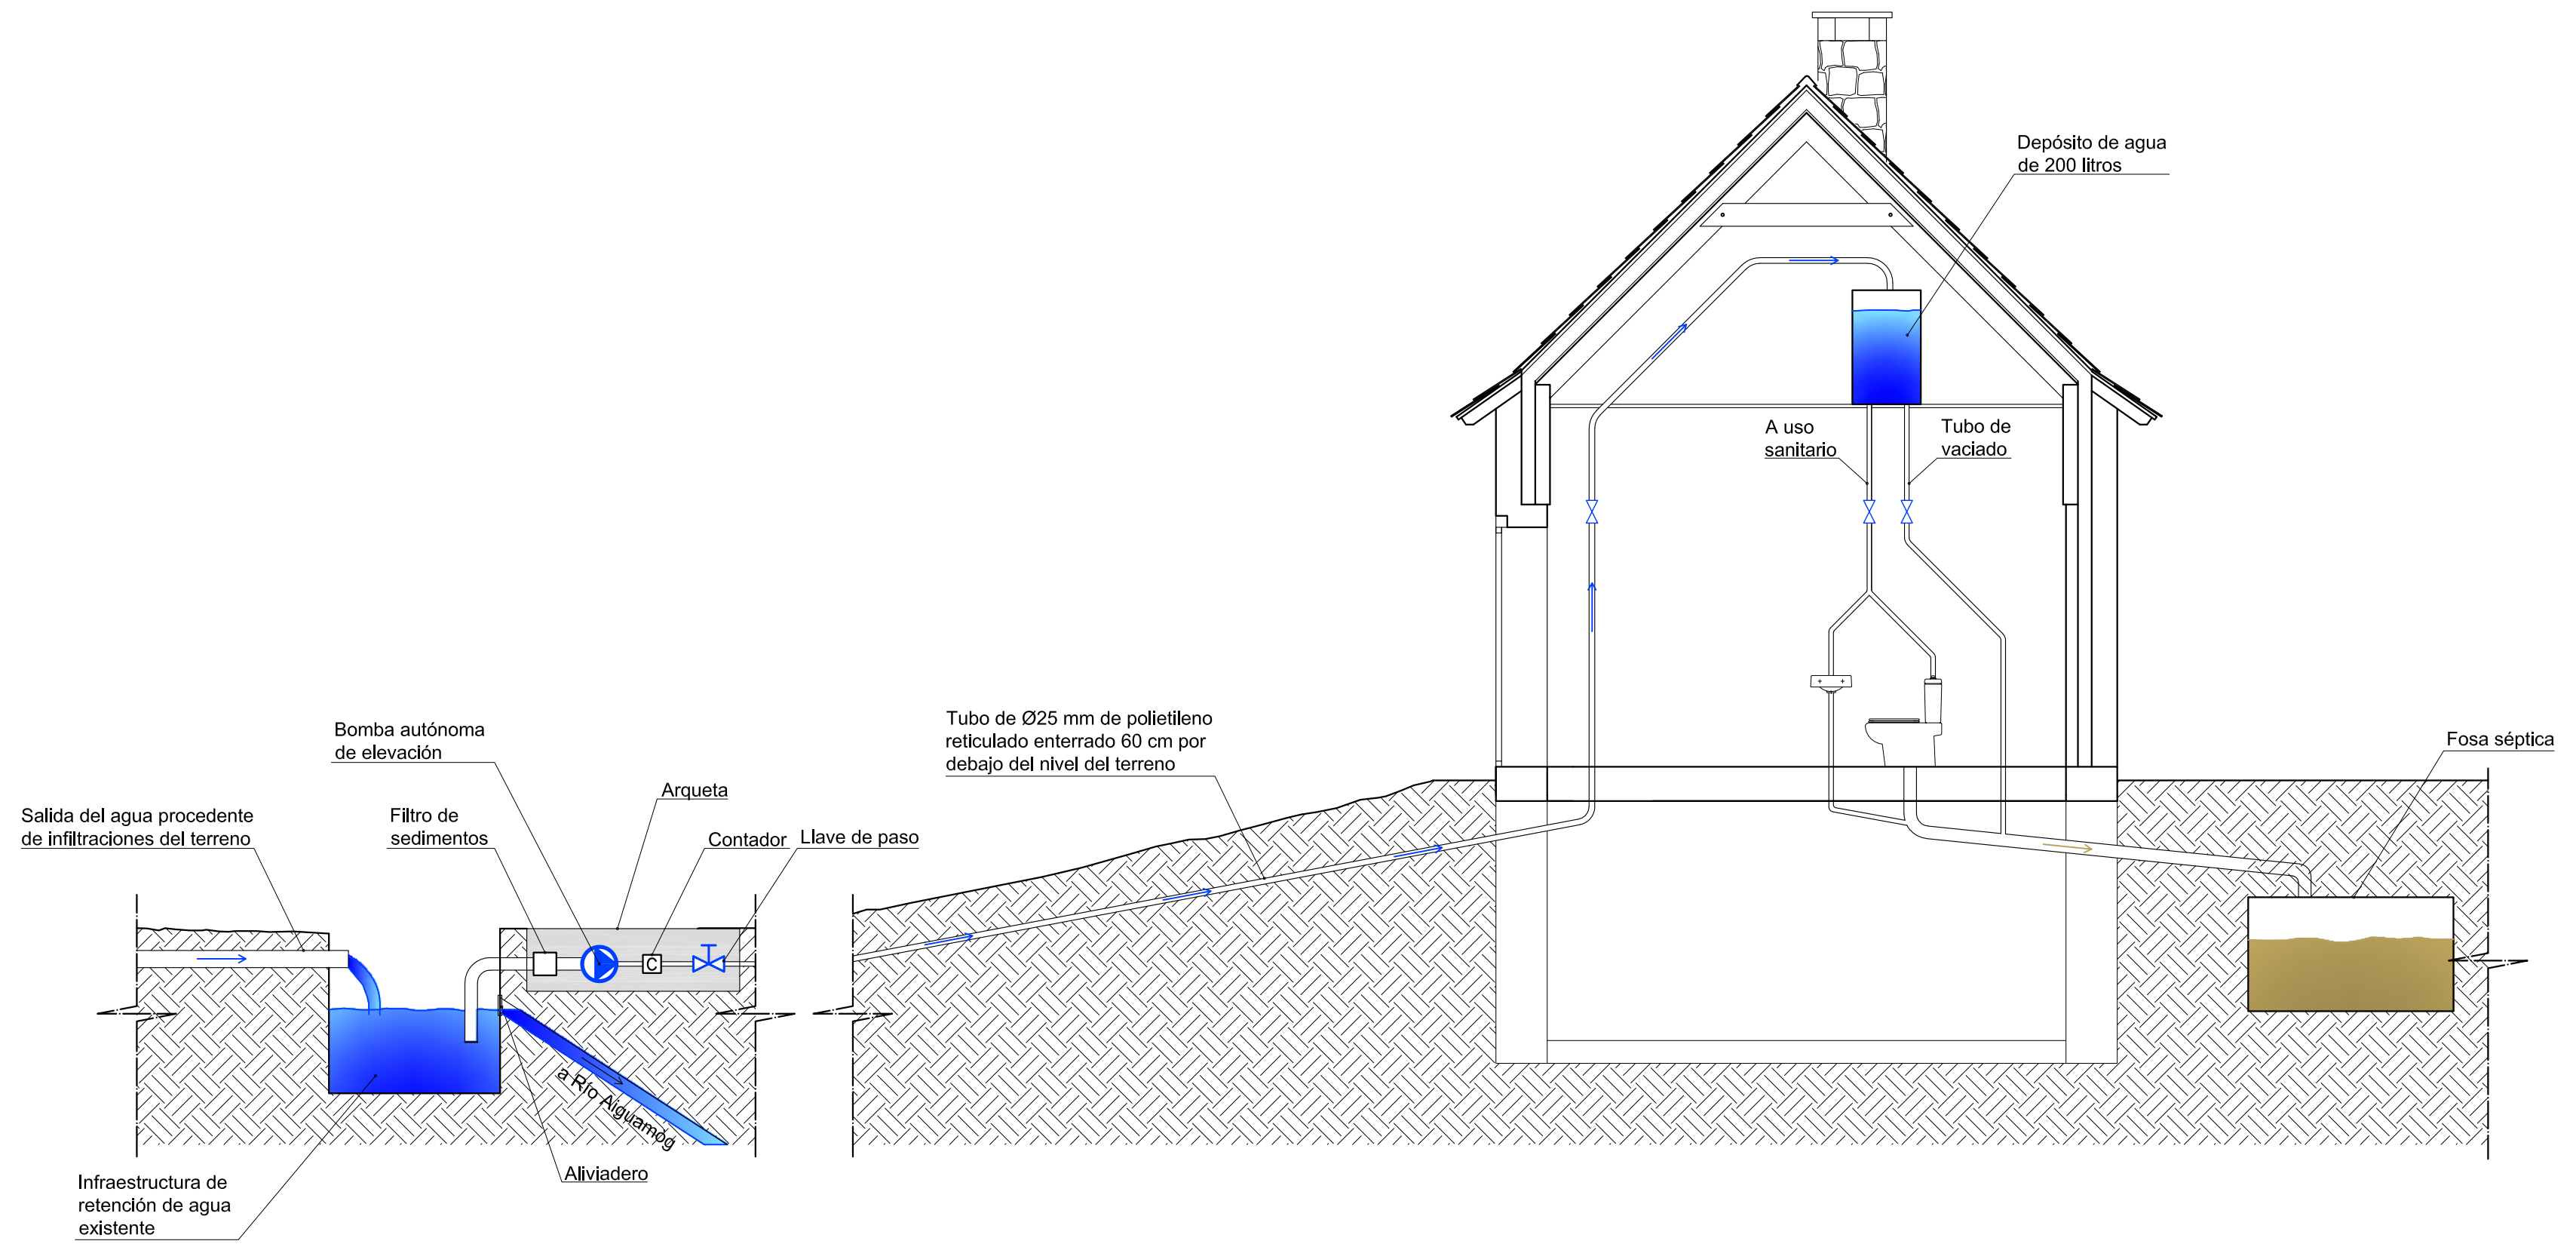 Depósito de agua
de 200 litros
A uso
sanitario
Tubo de
vaciado
Tubo de Ø25 mm de polietileno
reticulado enterrado 60 cm por
debajo del nivel del terreno
Bomba autónoma
de elevación
Fosa séptica
Arqueta
Salida del agua procedente
de infiltraciones del terreno
Filtro de
sedimentos
Contador
Llave de paso
C
a Río Aiguamòg
Aliviadero
Infraestructura de
retención de agua
existente